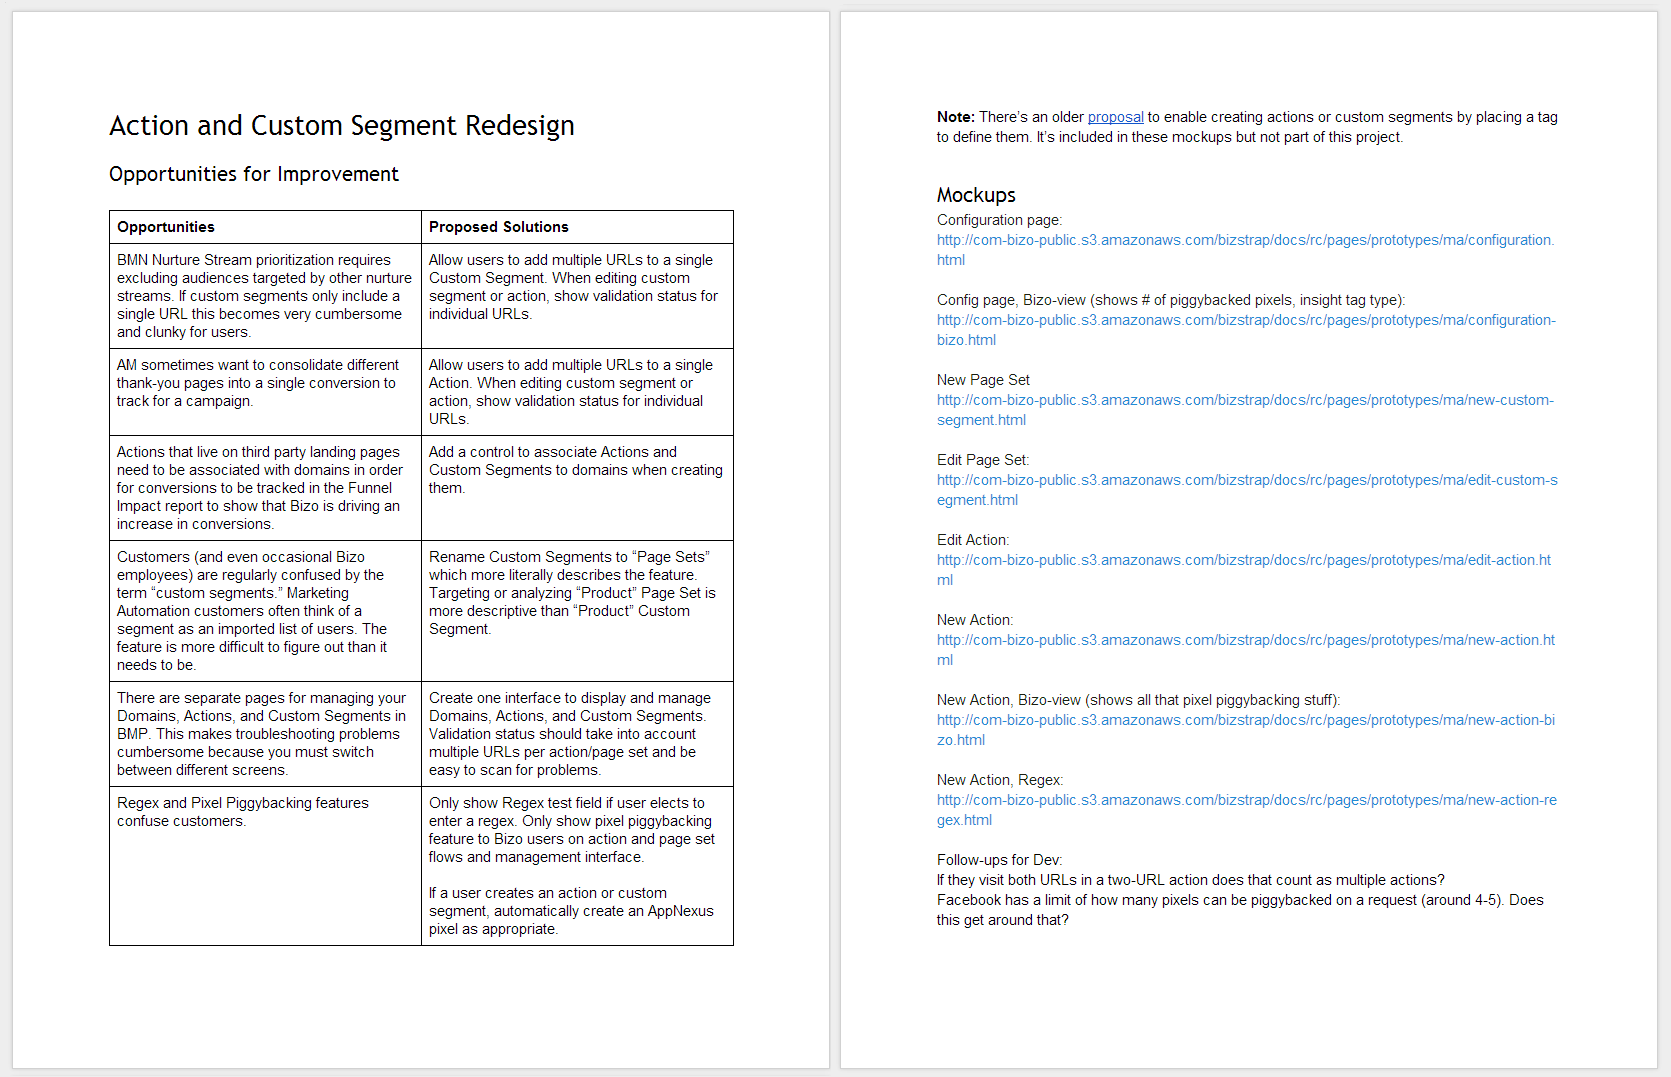 Action and Custom Segment Redesign
Opportunities for Improvement
Opportunities
Proposed Solutions
BMN Nurture Stream prioritization requires
excluding audiences targeted by other nurture
streams. If custom segments only include a
single URL this becomes very cumbersome
and clunky for users.
Allow users to add multiple URLs to a single
Custom Segment. When editing custom
segment or action, show validation status for
individual URLs.
AM sometimes want to consolidate different
thank-you pages into a single conversion to
track for a campaign.
Allow users to add multiple URLs to a single
Action. When editing custom segment or
action, show validation status for individual
URLs.
Actions that live on third party landing pages
need to be associated with domains in order
for conversions to be tracked in the Funnel
Impact report to show that Bizo is driving an
increase in conversions.
Add a control to associate Actions and
Custom Segments to domains when creating
them.
Customers (and even occasional Bizo
employees) are regularly confused by the
term “custom segments.” Marketing
Automation customers often think of a
segment as an imported list of users. The
feature is more difficult to figure out than it
needs to be.
Rename Custom Segments to “Page Sets”
which more literally describes the feature.
Targeting or analyzing “Product” Page Set is
more descriptive than “Product” Custom
Segment.
There are separate pages for managing your
Domains, Actions, and Custom Segments in
BMP. This makes troubleshooting problems
cumbersome because you must switch
between different screens.
Create one interface to display and manage
Domains, Actions, and Custom Segments.
Validation status should take into account
multiple URLs per action/page set and be
easy to scan for problems.
Regex and Pixel Piggybacking features
confuse customers.
Only show Regex test field if user elects to
enter a regex. Only show pixel piggybacking
feature to Bizo users on action and page set
flows and management interface.
If a user creates an action or custom
segment, automatically create an AppNexus
pixel as appropriate.
Note: There’s an older proposal to enable creating actions or custom segments by placing a tag
to define them. It’s included in these mockups but not part of this project.
Mockups
Configuration page:
http://com-bizo-public.s3.amazonaws.com/bizstrap/docs/rc/pages/prototypes/ma/configuration.
html
Config page, Bizo-view (shows # of piggybacked pixels, insight tag type):
http://com-bizo-public.s3.amazonaws.com/bizstrap/docs/rc/pages/prototypes/ma/configuration-
bizo.html
New Page Set
http://com-bizo-public.s3.amazonaws.com/bizstrap/docs/rc/pages/prototypes/ma/new-custom-
segment.html
Edit Page Set:
http://com-bizo-public.s3.amazonaws.com/bizstrap/docs/rc/pages/prototypes/ma/edit-custom-s
egment.html
Edit Action:
http://com-bizo-public.s3.amazonaws.com/bizstrap/docs/rc/pages/prototypes/ma/edit-action.ht
ml
New Action:
http://com-bizo-public.s3.amazonaws.com/bizstrap/docs/rc/pages/prototypes/ma/new-action.ht
ml
New Action, Bizo-view (shows all that pixel piggybacking stuff):
http://com-bizo-public.s3.amazonaws.com/bizstrap/docs/rc/pages/prototypes/ma/new-action-bi
zo.html
New Action, Regex:
http://com-bizo-public.s3.amazonaws.com/bizstrap/docs/rc/pages/prototypes/ma/new-action-re
gex.html
Follow-ups for Dev:
If they visit both URLs in a two-URL action does that count as multiple actions?
Facebook has a limit of how many pixels can be piggybacked on a request (around 4-5). Does
this get around that?